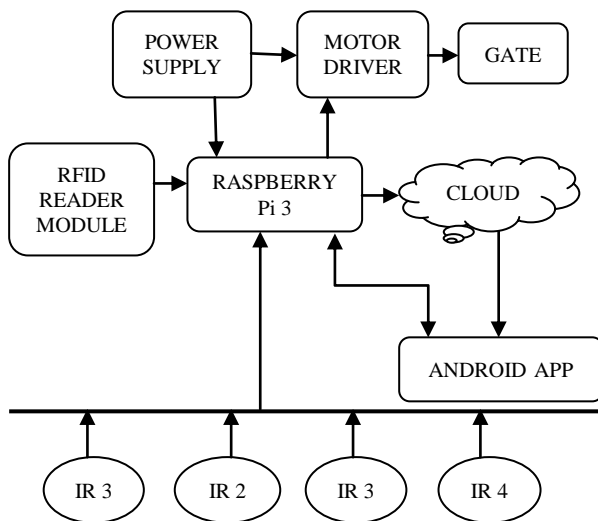 POWER
SUPPLY
MOTOR
DRIVER
GATE
RFID
READER
MODULE
RASPBERRY
Pi 3
CLOUD
ANDROID APP
IR 3
IR 2
IR 3
IR 4